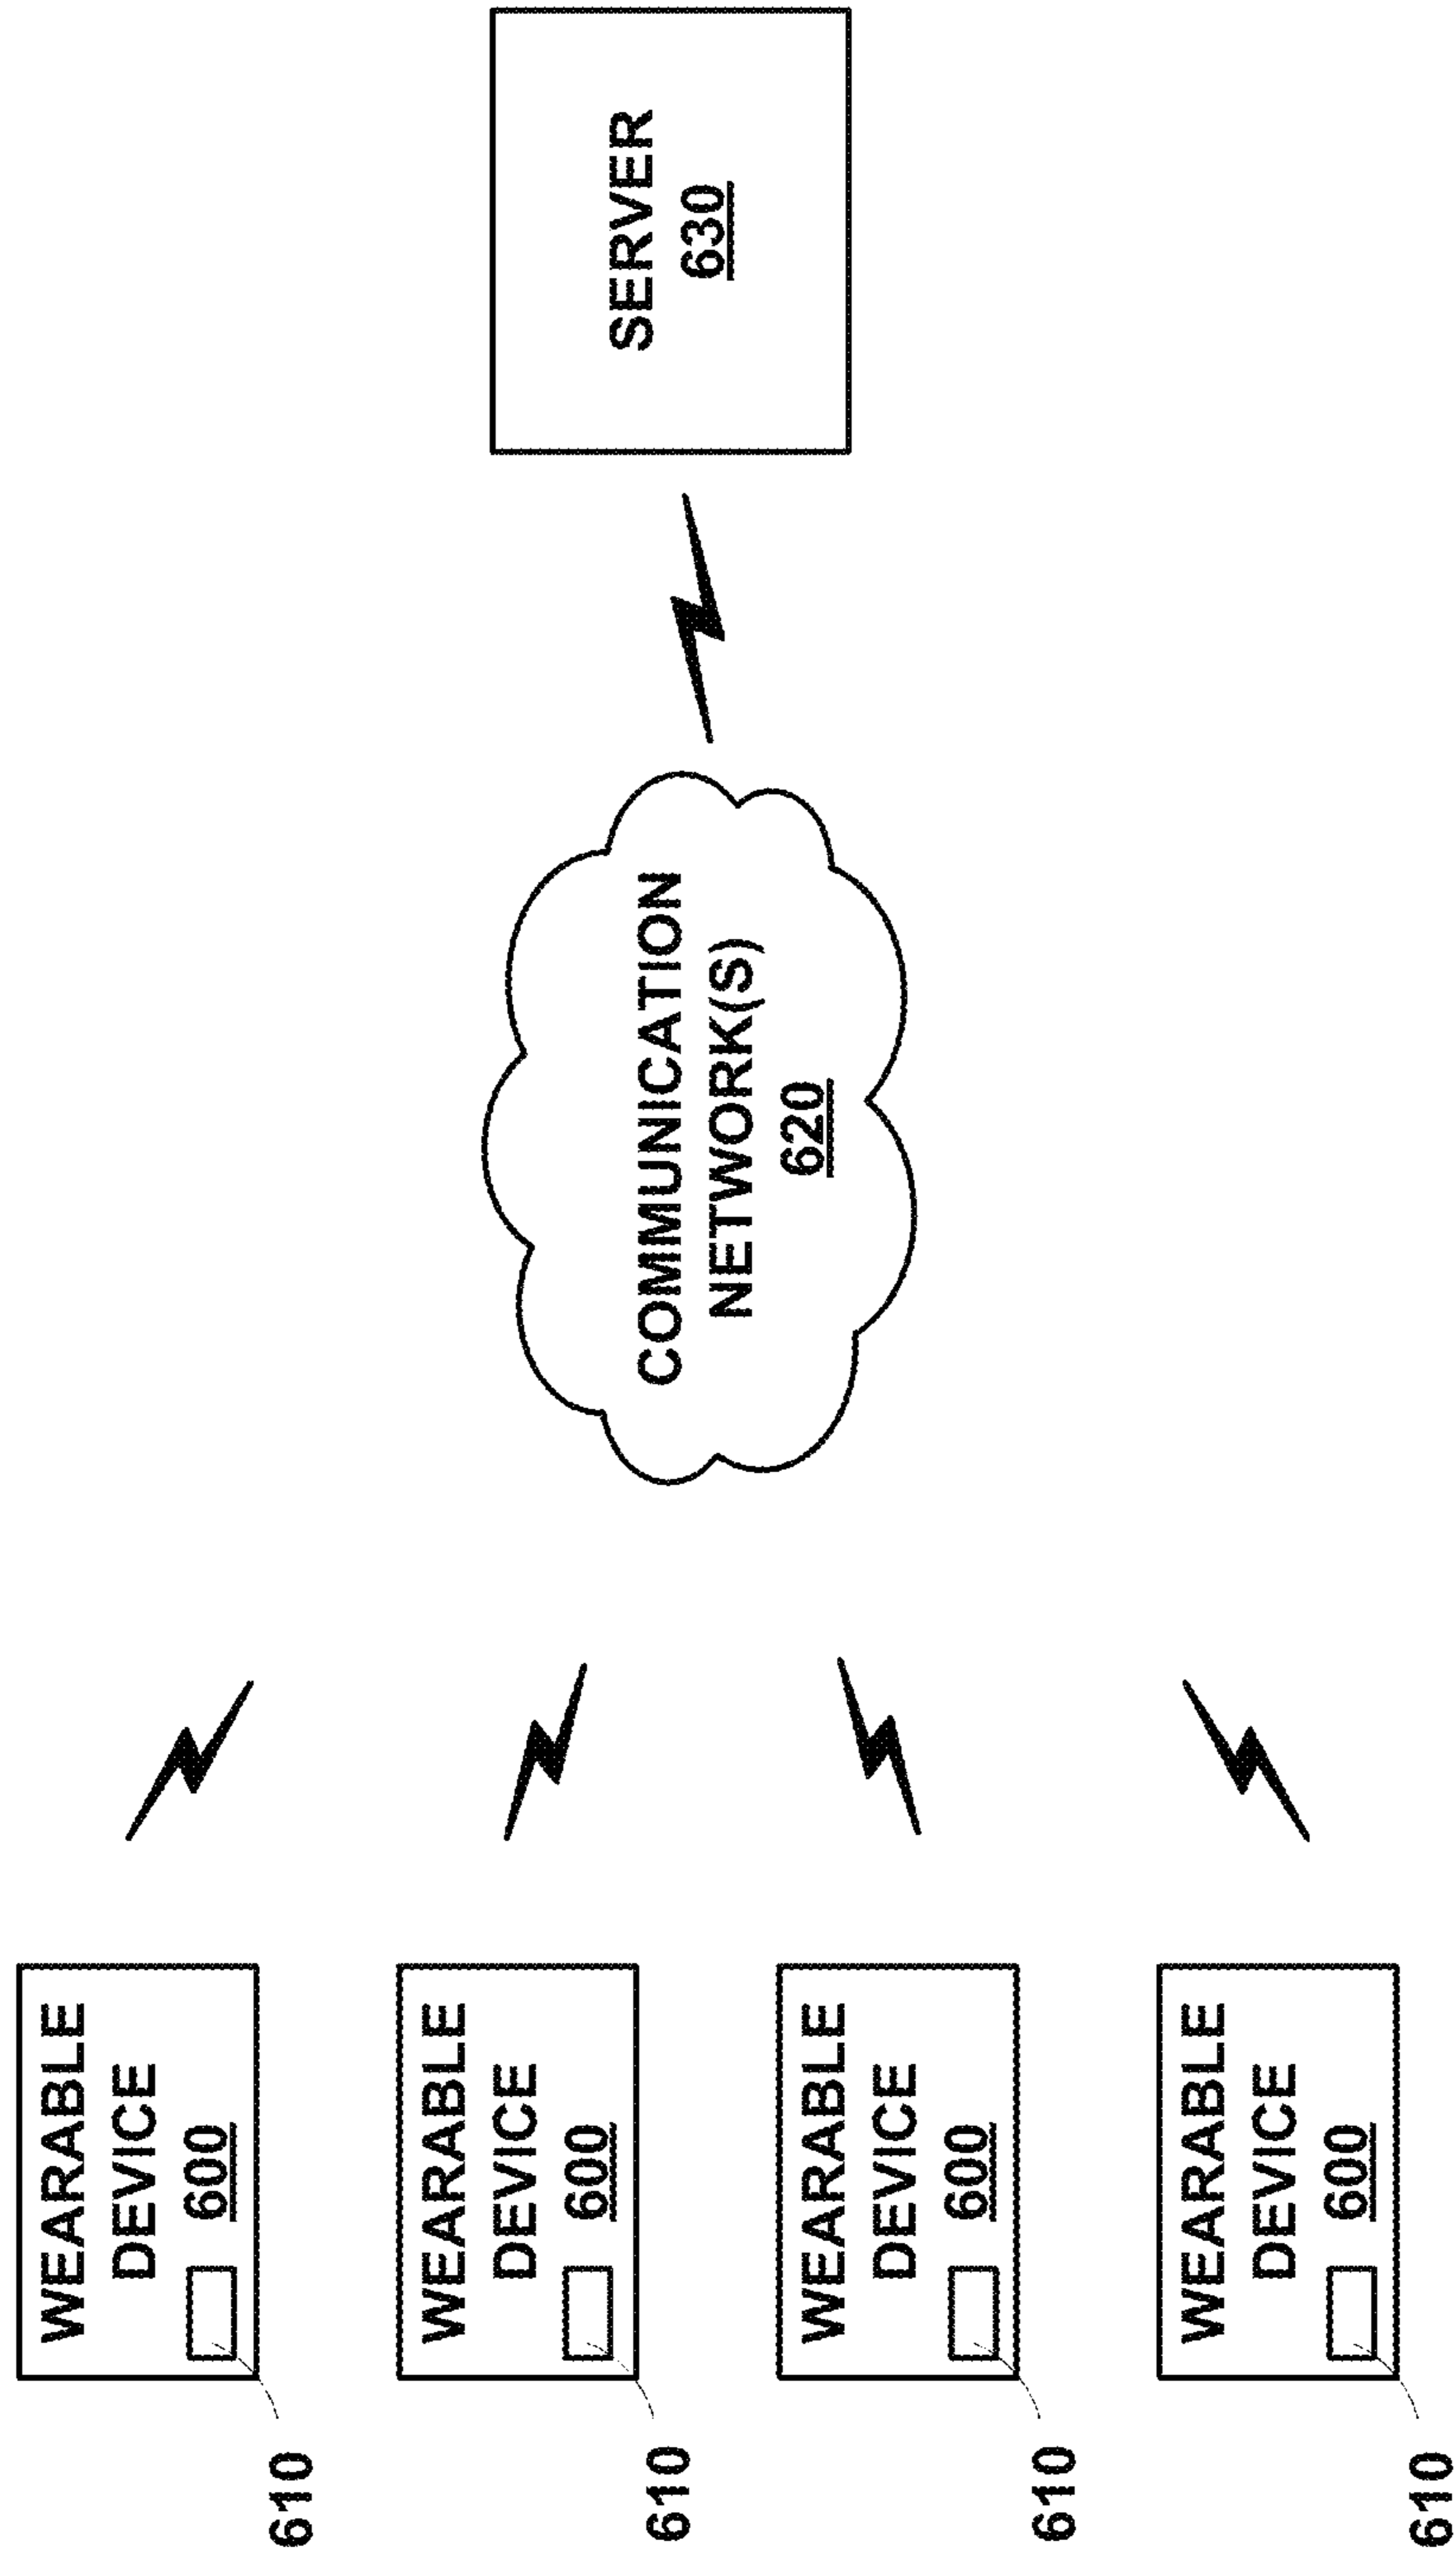 WEARABLE
DEVICE
600
610
WEARABLE
DEVICE
600
610
WEARABLE
DEVICE
600
610
WEARABLE
DEVICE
600
610
COMMUNICATION
NETWORK(S)
620
SERVER
630